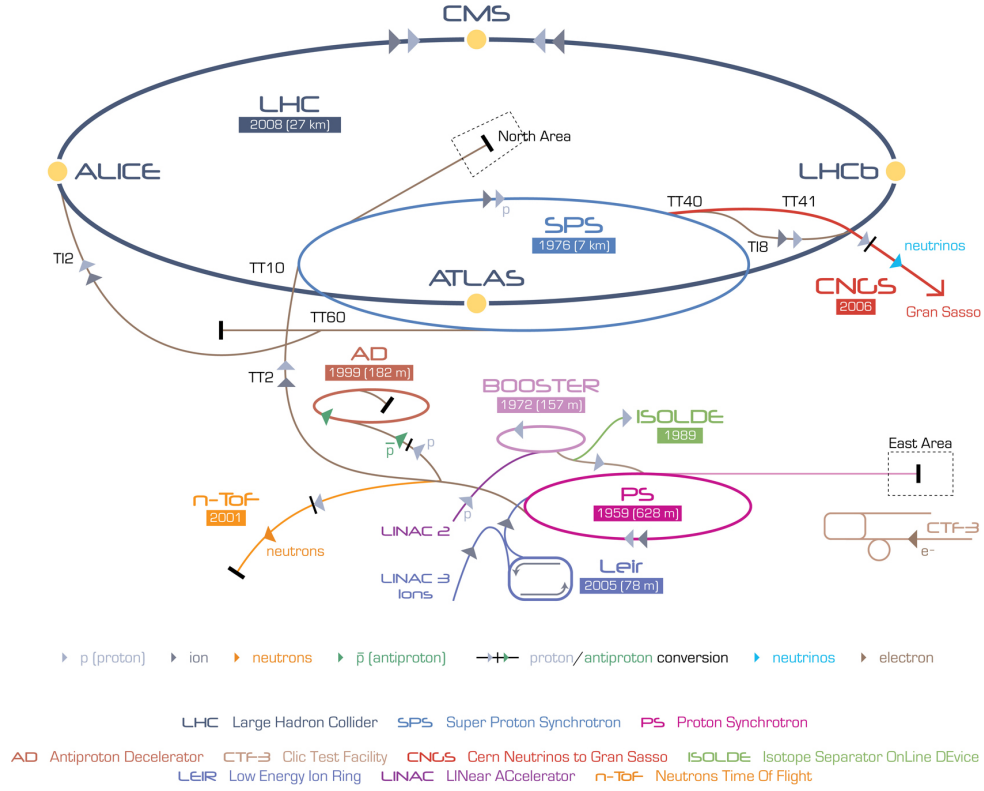 CMS
LHC
2008 (27 km)
North Area
ALICE
LHCb
p
SPS
1976 (7 km)
TT40
TT41
TI8
neutrinos
TI2
TT10
ATLAS
CNGS
2006
Gran Sasso
TT60
AD
1999 (182 m)
TT2
BOOSTER
1972 (157 m)
ISOLDE
1989
p̄
p
East Area
n-ToF
2001
PS
1959 (628 m)
p
LINAC 2
neutrons
CTF-3
e-
LINAC 3
Ions
Leir
2005 (78 m)
p (proton)
ion
neutrons
p̄ (antiproton)
proton/antiproton conversion
neutrinos
electron
LHC Large Hadron Collider SPS Super Proton Synchrotron PS Proton Synchrotron
AD Antiproton Decelerator CTF-3 Clic Test Facility CNGS Cern Neutrinos to Gran Sasso ISOLDE Isotope Separator OnLine DEvice
LEIR Low Energy Ion Ring LINAC LINear ACcelerator n-ToF Neutrons Time Of Flight